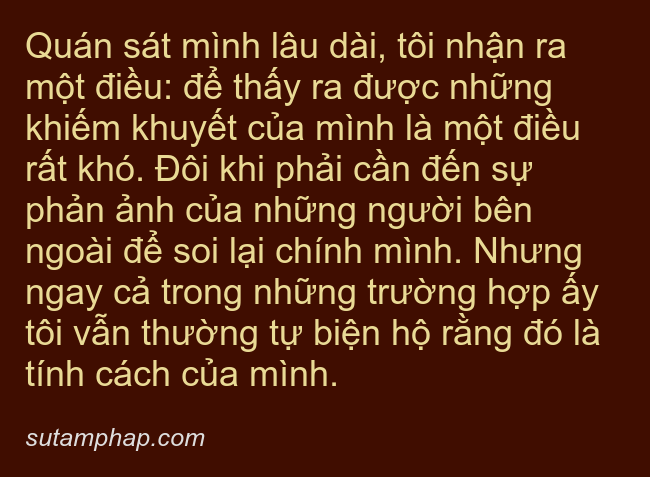 Quán sát mình lâu dài, tôi nhận ra
một điều: để thấy ra được những
khiếm khuyết của mình là một điều
rất khó. Đôi khi phải cần đến sự
phản ảnh của những người bên
ngoài để soi lại chính mình. Nhưng
ngay cả trong những trường hợp ấy
tôi vẫn thường tự biện hộ rằng đó là
tính cách của mình.
sutamphap.com